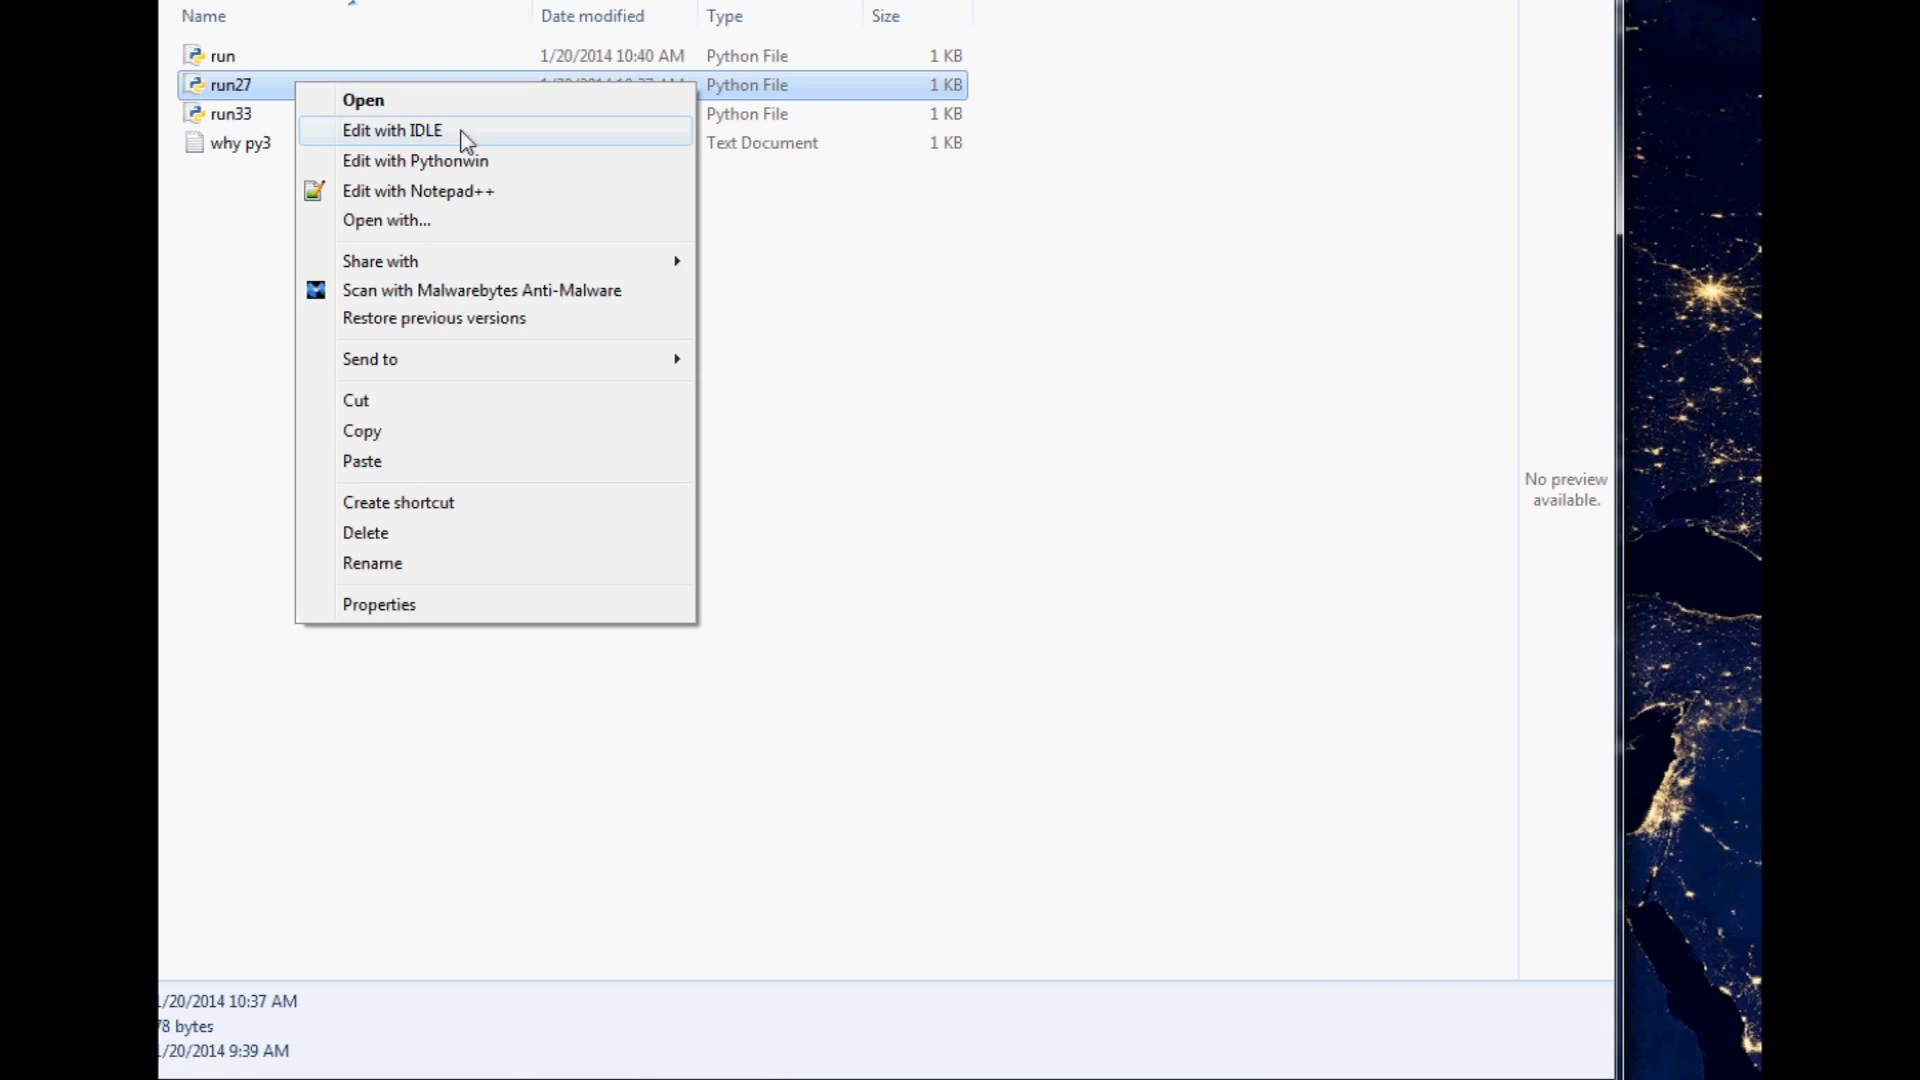 Name Date modified Type Size
run 1/20/2014 10:40 AM Python File 1 KB
run27 Python File 1 KB
run33 Python File 1 KB
why py3 Text Document 1 KB
Open
Edit with IDLE
Edit with Pythonwin
Edit with Notepad++
Open with...
Share with
Scan with Malwarebytes Anti-Malware
Restore previous versions
Send to
Cut
Copy
Paste
Create shortcut
Delete
Rename
Properties
No preview
available.
/20/2014 10:37 AM
78 bytes
/20/2014 9:39 AM